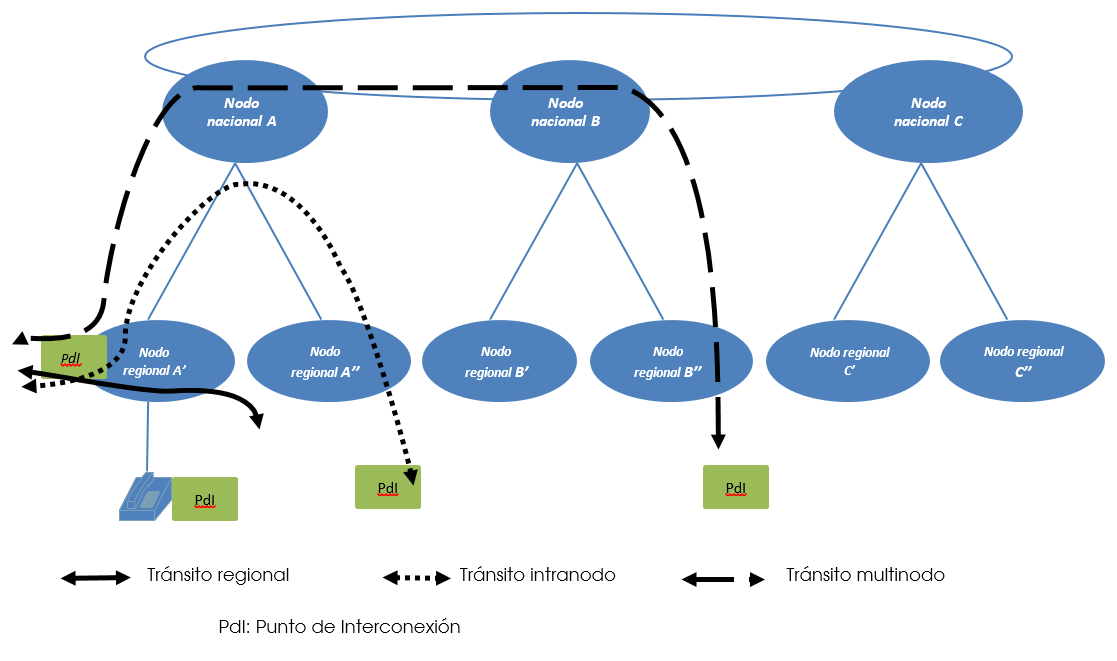 Nodo
nacional A
Nodo
nacional B
Nodo
nacional C
PdI
Nodo
regional A’
Nodo
regional A’’
Nodo
regional B’
Nodo
regional B’’
Nodo regional
C’
Nodo regional
C’’
PdI
PdI
PdI
Tránsito regional
Tránsito intranodo
Tránsito multinodo
PdI: Punto de Interconexión